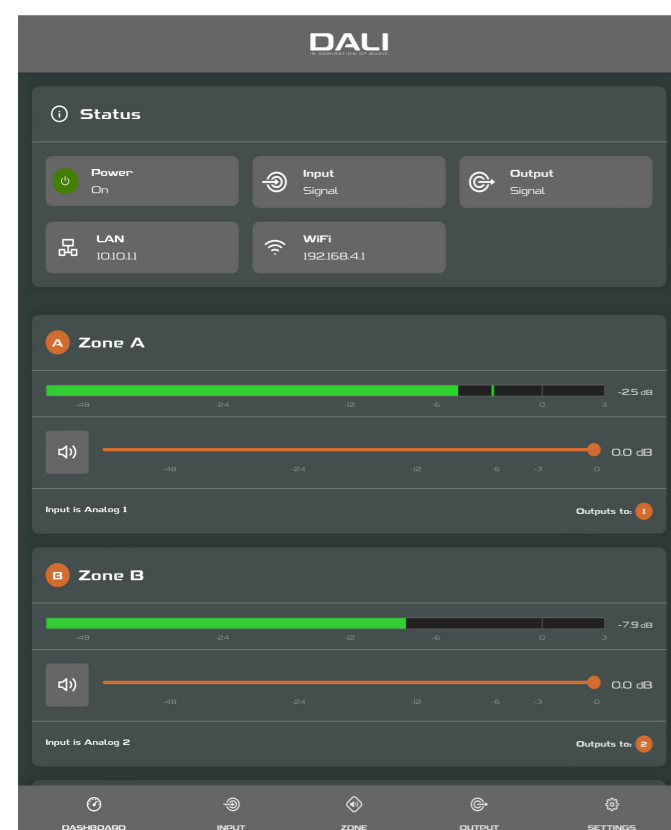 DALI
IN ADMIRATION OF MUSIC
Status
Power
On
Input
Signal
Output
Signal
LAN
10.10.1.1
WiFi
192.168.4.1
A Zone A
-2.5 dB
-48 -24 -12 -6 0 3
0.0 dB
-48 -24 -12 -6 -3 0
Input is Analog 1 Outputs to: 1
B Zone B
-7.9 dB
-48 -24 -12 -6 0 3
0.0 dB
-48 -24 -12 -6 -3 0
Input is Analog 2 Outputs to: 2
DASHBOARD INPUT ZONE OUTPUT SETTINGS